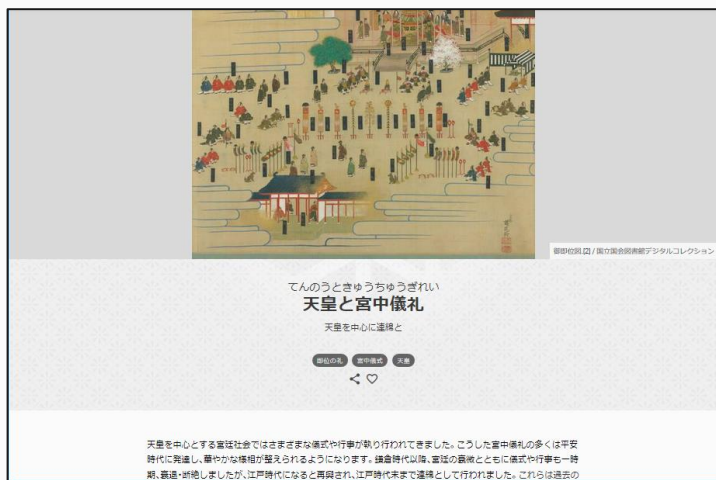 御即位図 [2] / 国立国会図書館デジタルコレクション
てんのうときゅうちゅうぎれい
天皇と宮中儀礼
天皇を中心に連綿と
即位の礼 宮中儀式 天皇
天皇を中心とする宮廷社会ではさまざまな儀式や行事が執り行われてきました。こうした宮中儀礼の多くは平安
時代に発達し、華やかな様相が整えられるようになります。鎌倉時代以降、宮廷の衰微とともに儀式や行事も一時
期、衰退・断絶しましたが、江戸時代になると再興され、江戸時代末まで連綿として行われました。これらは過去の